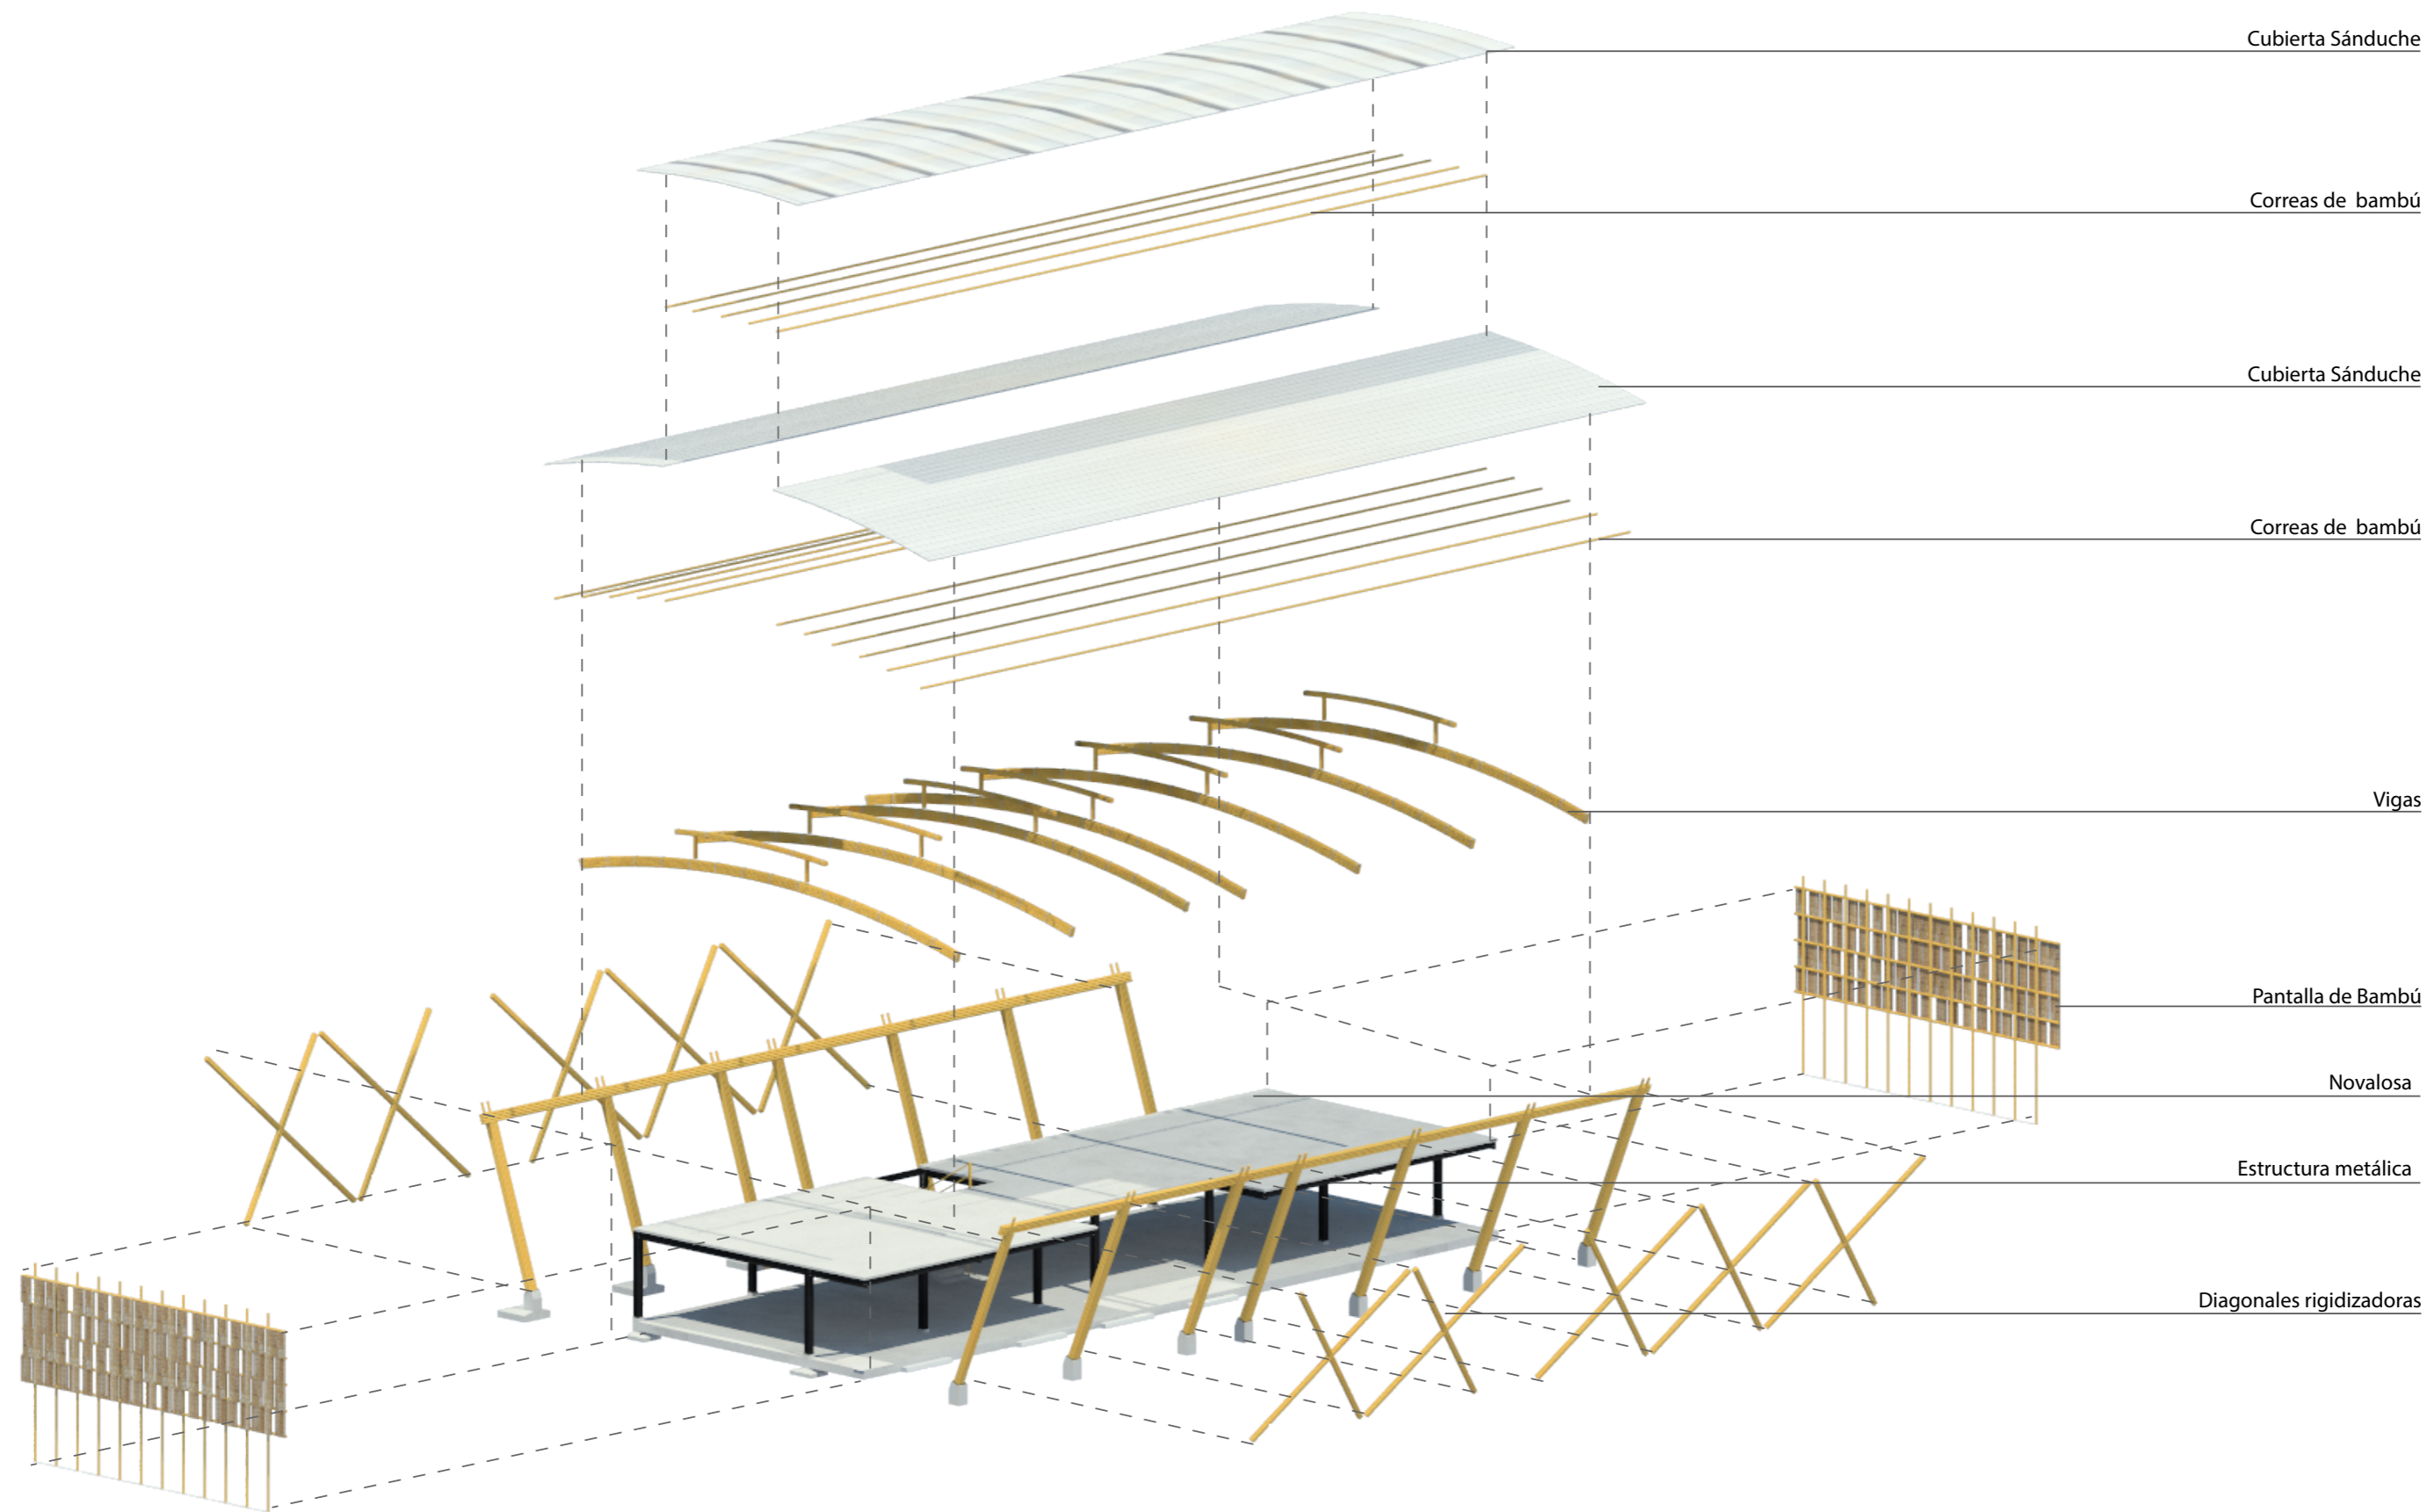 Cubierta Sánduche
Correas de bambú
Cubierta Sánduche
Correas de bambú
Vigas
Pantalla de Bambú
Novalosa
Estructura metálica
Diagonales rigidizadoras